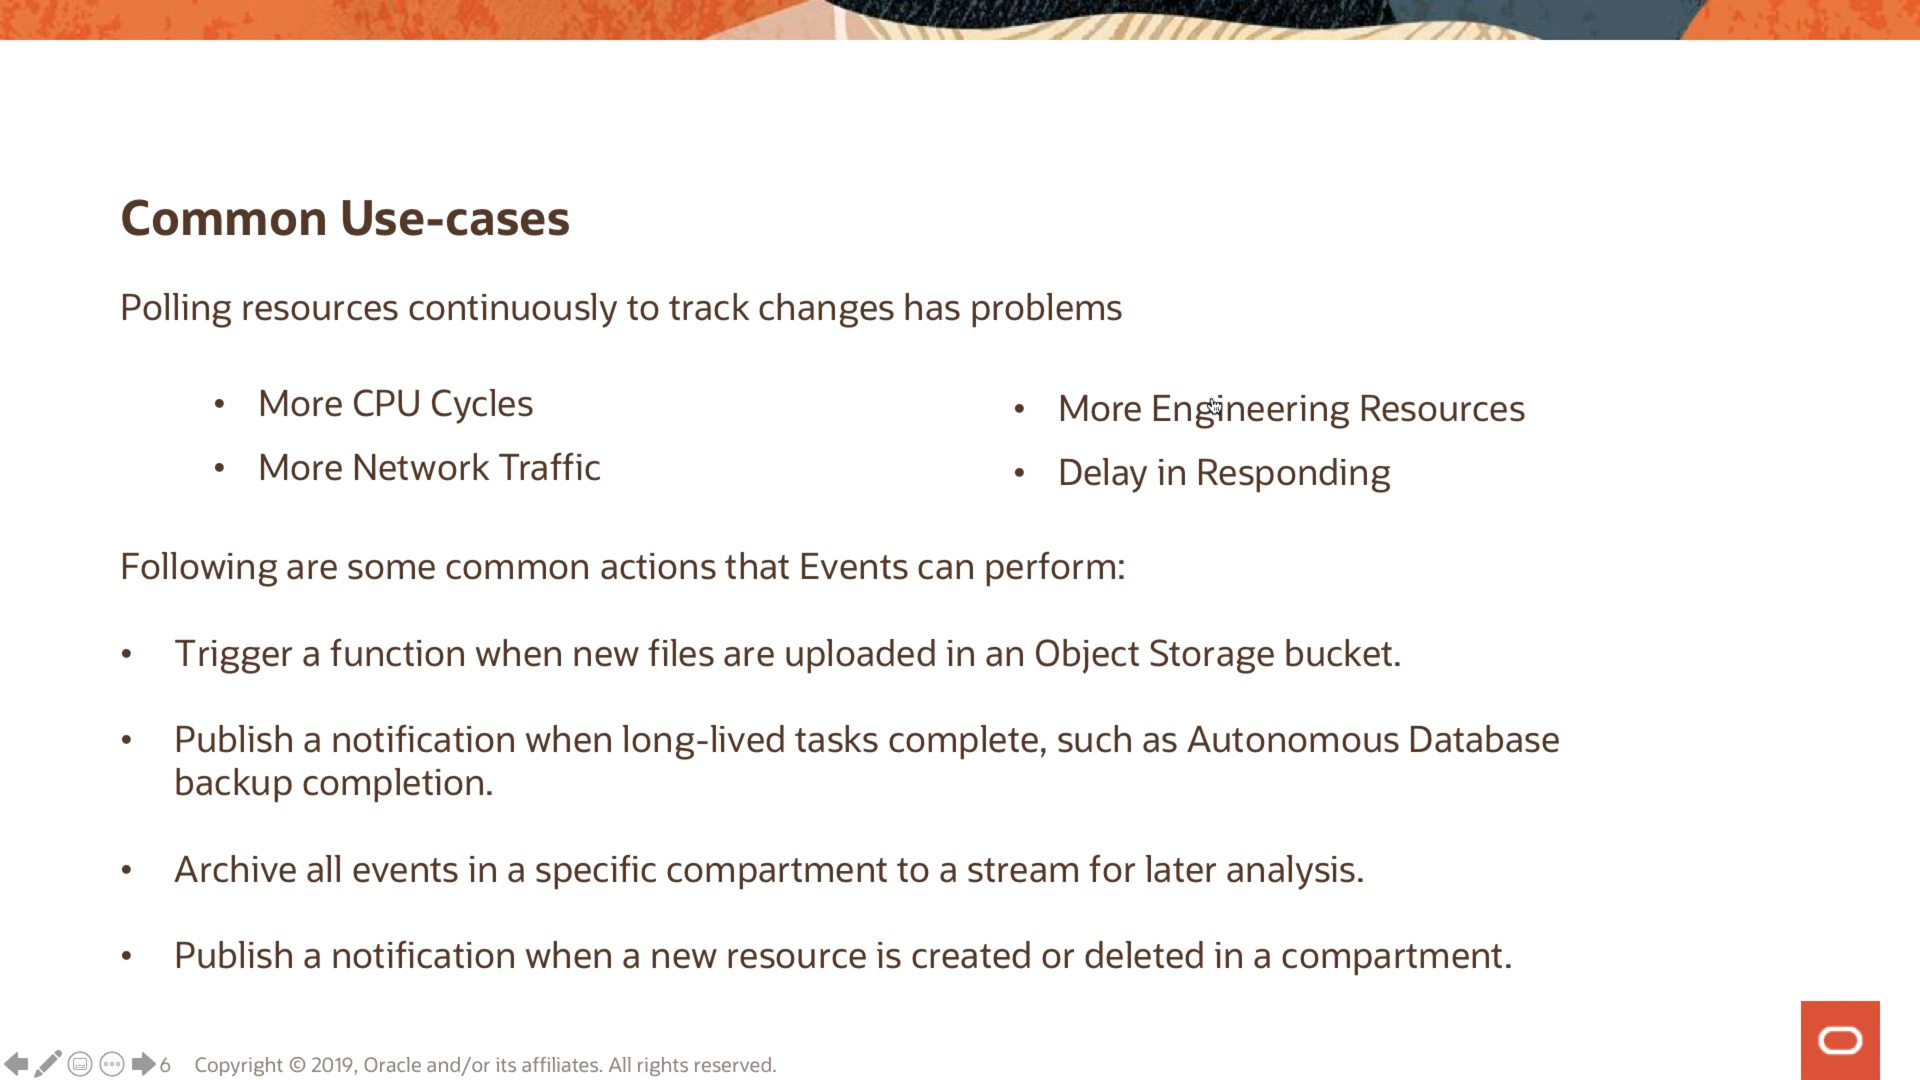 Common Use-cases
Polling resources continuously to track changes has problems
• More CPU Cycles
• More Network Traffic
• More Engineering Resources
• Delay in Responding
Following are some common actions that Events can perform:
• Trigger a function when new files are uploaded in an Object Storage bucket.
• Publish a notification when long-lived tasks complete, such as Autonomous Database
backup completion.
• Archive all events in a specific compartment to a stream for later analysis.
• Publish a notification when a new resource is created or deleted in a compartment.
6 Copyright © 2019, Oracle and/or its affiliates. All rights reserved.